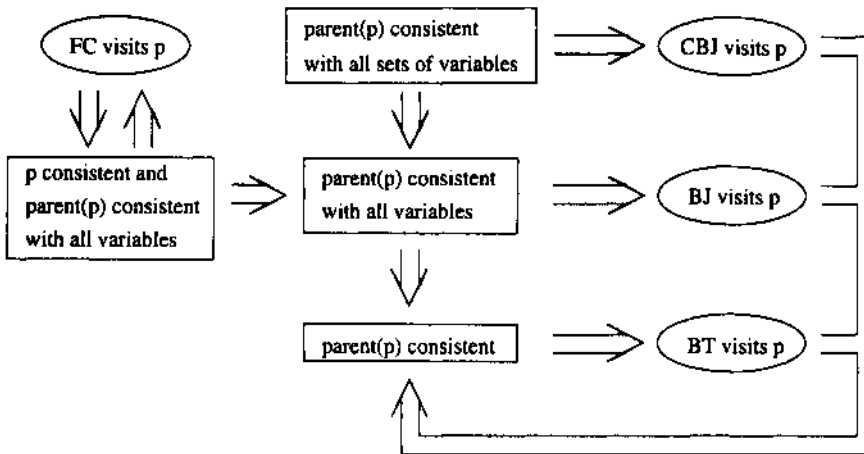 FC visits p
parent(p) consistent
with all sets of variables
CBJ visits p
p consistent and
parent(p) consistent
with all variables
parent(p) consistent
with all variables
BJ visits p
parent(p) consistent
BT visits p